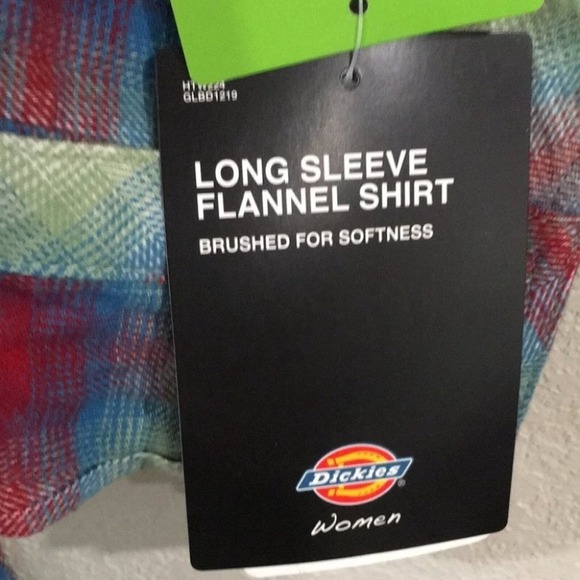 GLBD1219
LONG SLEEVE
FLANNEL SHIRT
BRUSHED FOR SOFTNESS
Dickies®
Women